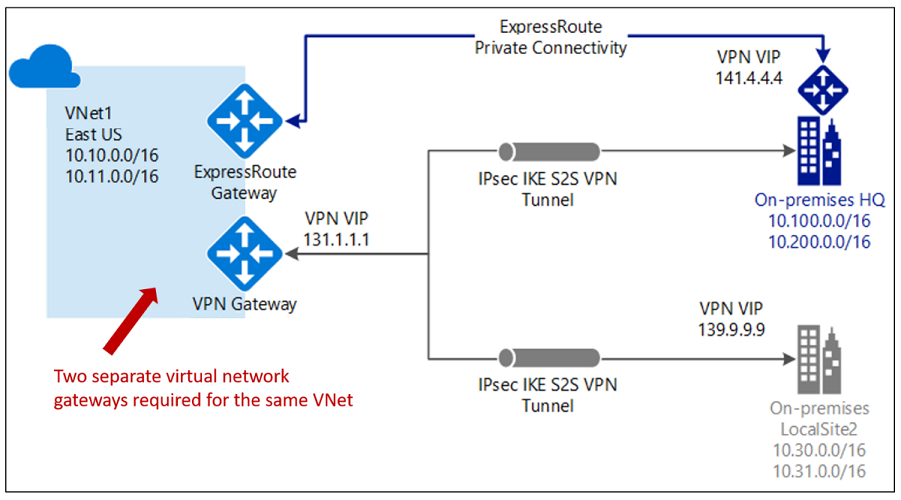 ExpressRoute
Private Connectivity
VPN VIP
141.4.4.4
VNet1
East US
10.10.0.0/16
10.11.0.0/16
ExpressRoute
Gateway
IPsec IKE S2S VPN
Tunnel
On-premises HQ
10.100.0.0/16
10.200.0.0/16
VPN VIP
131.1.1.1
VPN Gateway
VPN VIP
139.9.9.9
Two separate virtual network
gateways required for the same VNet
IPsec IKE S2S VPN
Tunnel
On-premises
LocalSite2
10.30.0.0/16
10.31.0.0/16